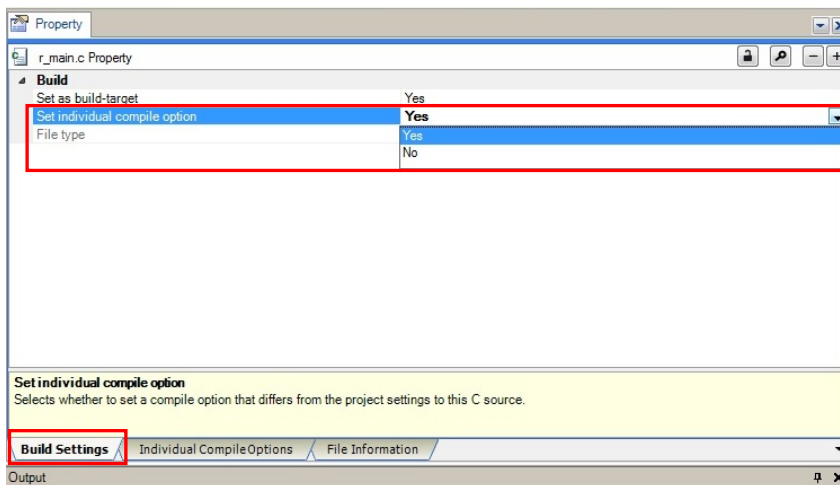 Property
r_main.c Property
Build
Set as build-target Yes
Set individual compile option Yes
File type Yes
No
Set individual compile option
Selects whether to set a compile option that differs from the project settings to this C source.
Build Settings Individual Compile Options File Information
Output